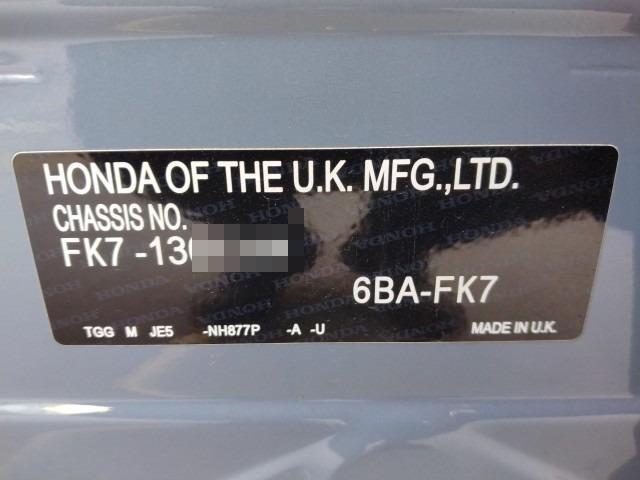 HONDA OF THE U.K. MFG.,LTD.
CHASSIS NO.
FK7 -13
6BA-FK7
TGG M JE5 -NH877P -A -U
MADE IN U.K.